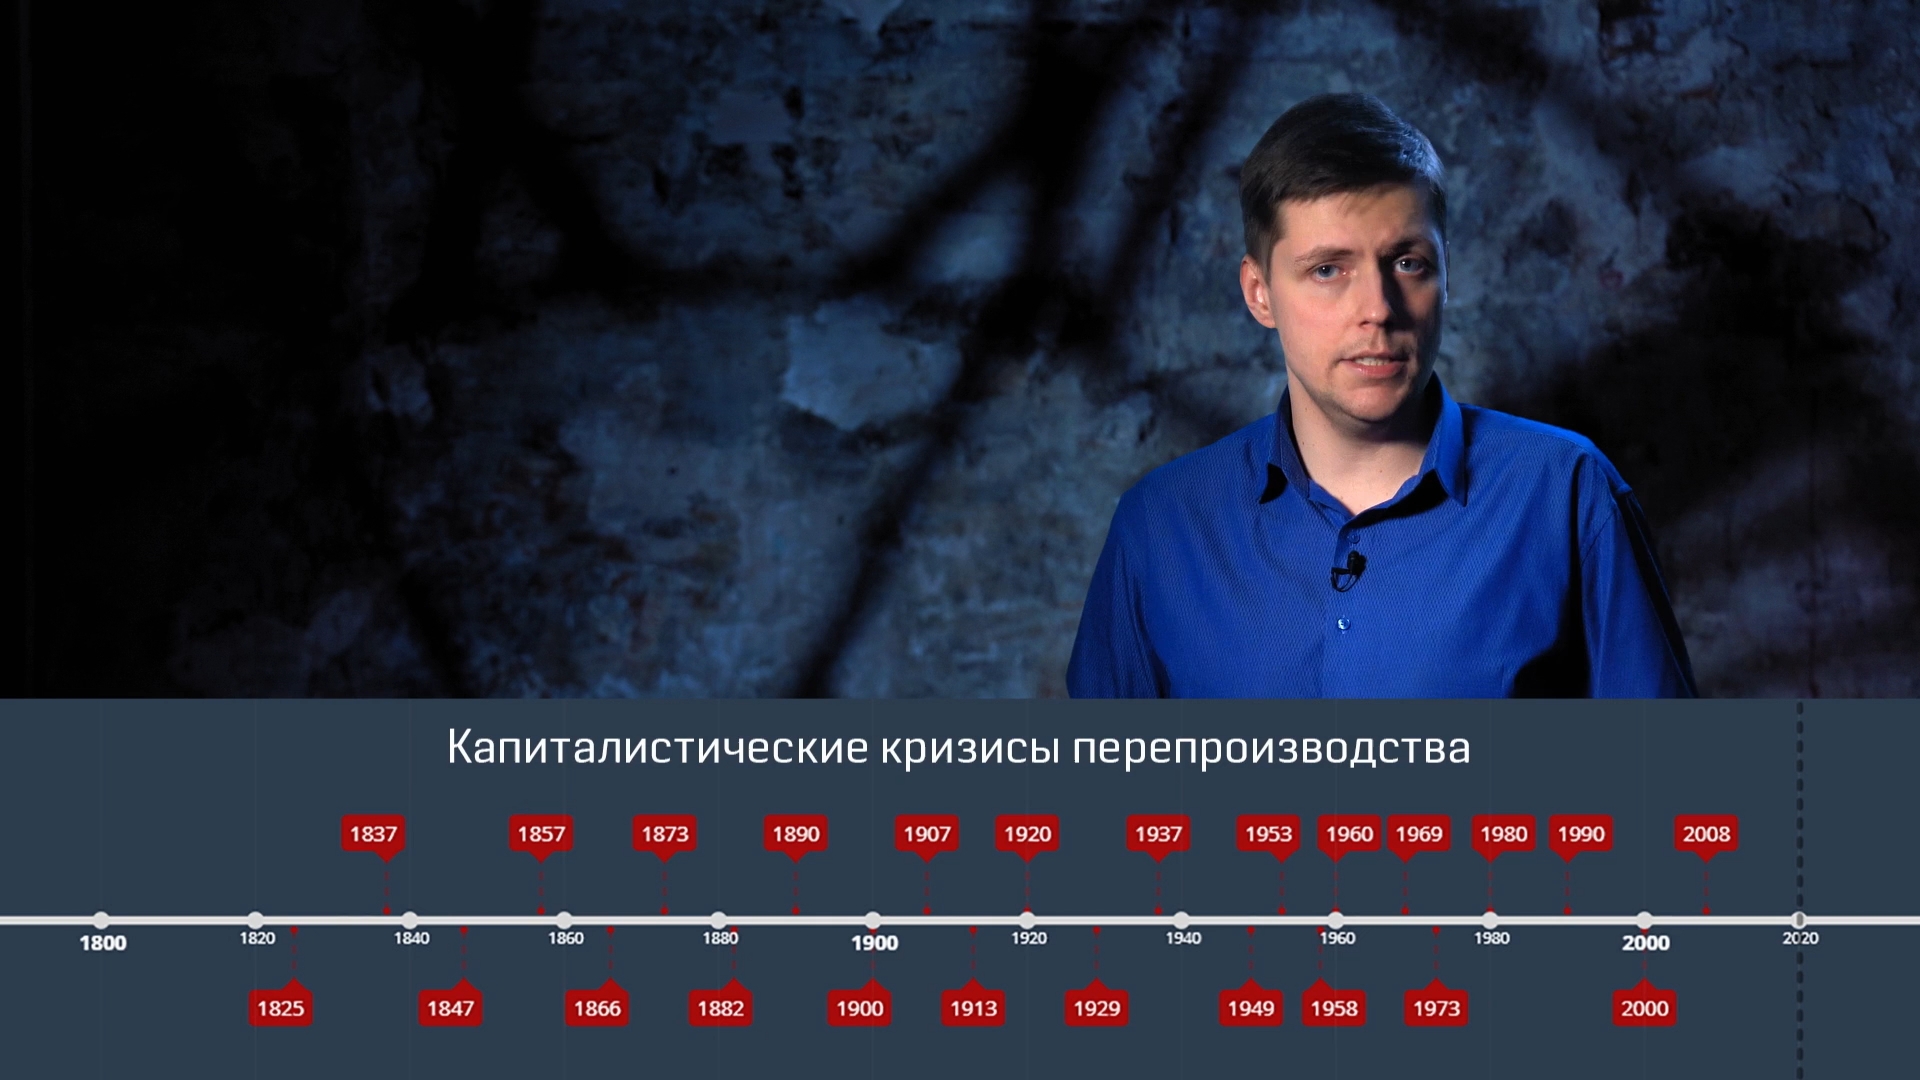 Капиталистические кризисы перепроизводства
1837 1857 1873 1890 1907 1920 1937 1953 1960 1969 1980 1990 2008
1800 1820 1840 1860 1880 1900 1920 1940 1960 1980 2000 2020
1825 1847 1866 1882 1900 1913 1929 1949 1958 1973 2000